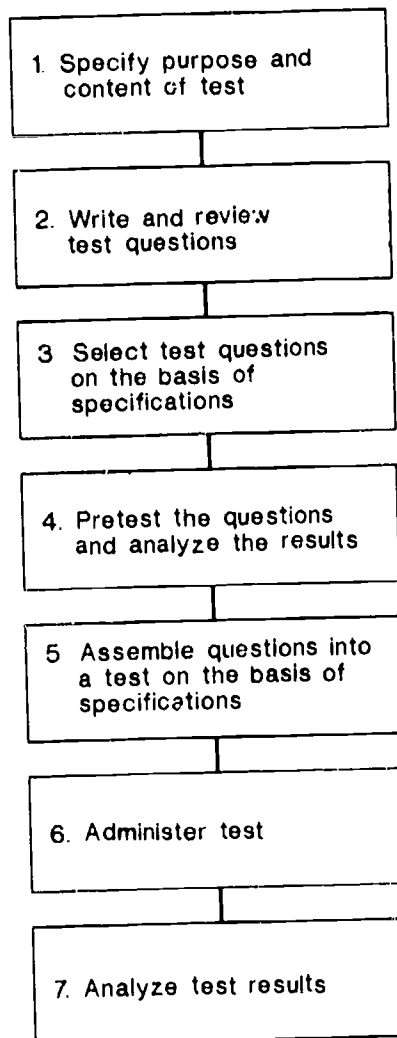 1. Specify purpose and
content of test
2. Write and review
test questions
3 Select test questions
on the basis of
specifications
4. Pretest the questions
and analyze the results
5 Assemble questions into
a test on the basis of
specifications
6. Administer test
7. Analyze test results